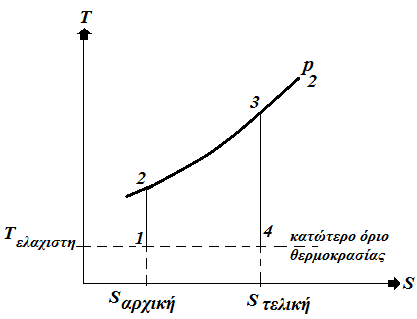 T
p
2
3
2
T ελαχιστη
1
4
κατώτερο όριο
θερμοκρασίας
S αρχική
S τελική
S